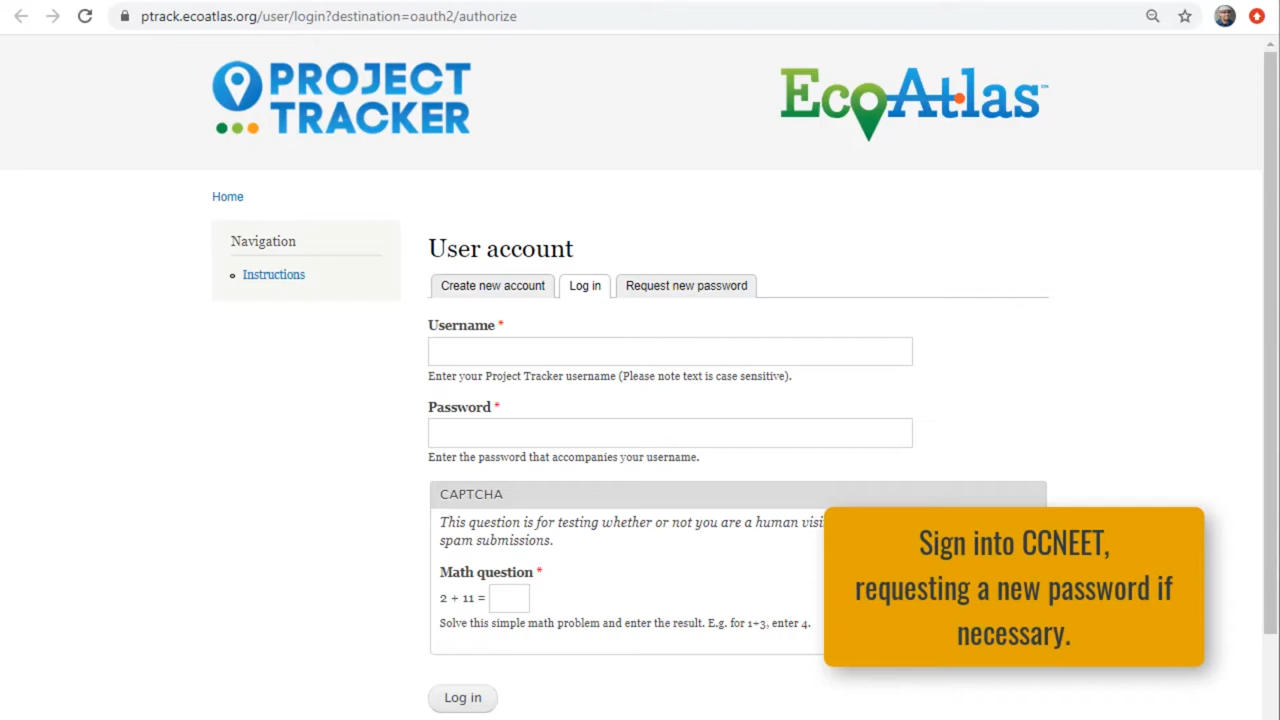 ptrack.ecoatlas.org/user/login?destination=oauth2/authorize
PROJECT
TRACKER
EcoAtlas™
Home
Navigation
Instructions
User account
Create new account
Log in
Request new password
Username *
Enter your Project Tracker username (Please note text is case sensitive).
Password *
Enter the password that accompanies your username.
CAPTCHA
This question is for testing whether or not you are a human
spam submissions.
Math question *
2 + 11 =
Solve this simple math problem and enter the result. E.g. for 1+3, enter 4.
Log in
Sign into CCNEET,
requesting a new password if
necessary.